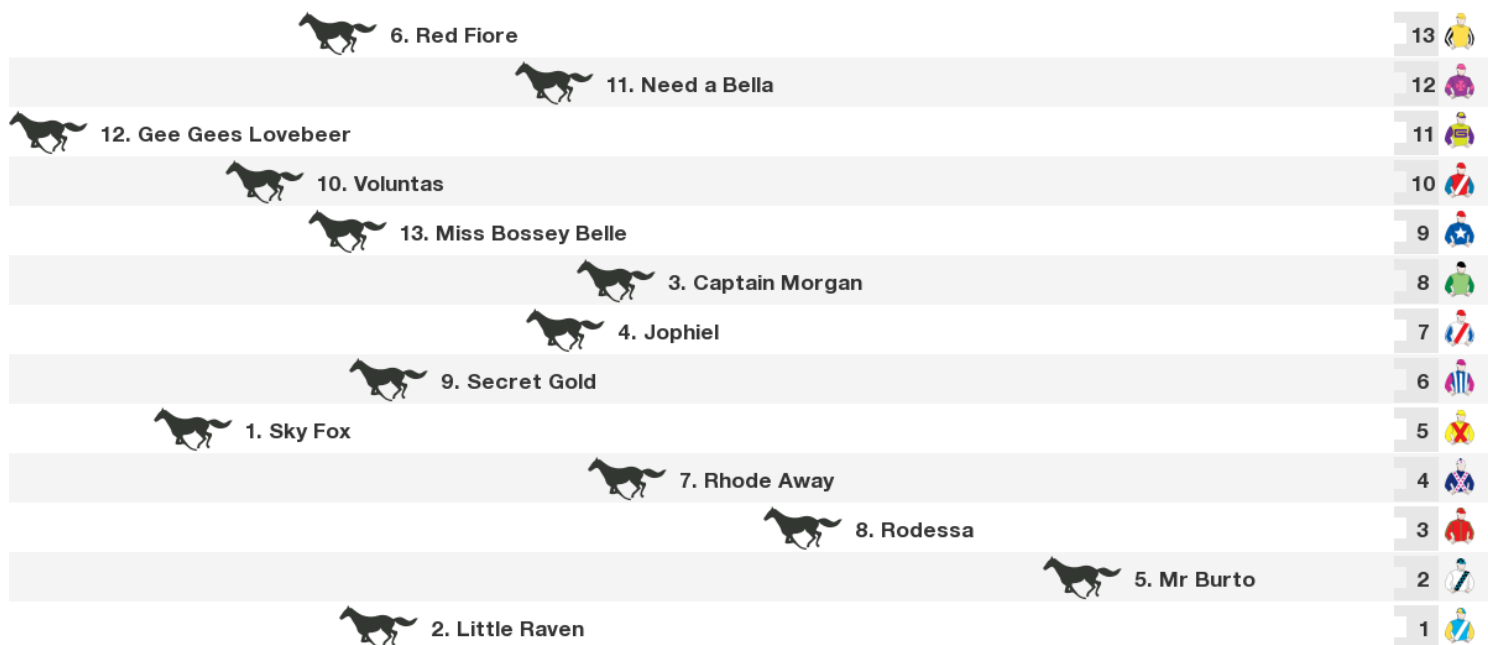 6. Red Fiore 13
11. Need a Bella 12
12. Gee Gees Lovebeer 11
10. Voluntas 10
13. Miss Bossey Belle 9
3. Captain Morgan 8
4. Jophiel 7
9. Secret Gold 6
1. Sky Fox 5
7. Rhode Away 4
8. Rodessa 3
5. Mr Burto 2
2. Little Raven 1